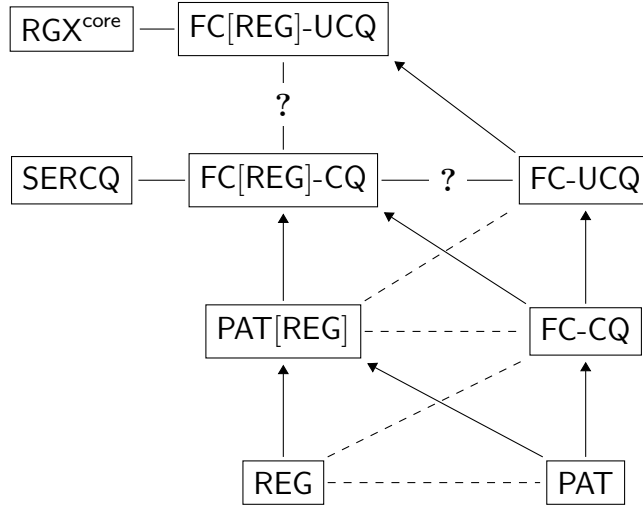 RGX^core
FC[REG]-UCQ
?
SERCQ
FC[REG]-CQ
?
FC-UCQ
PAT[REG]
FC-CQ
REG
PAT